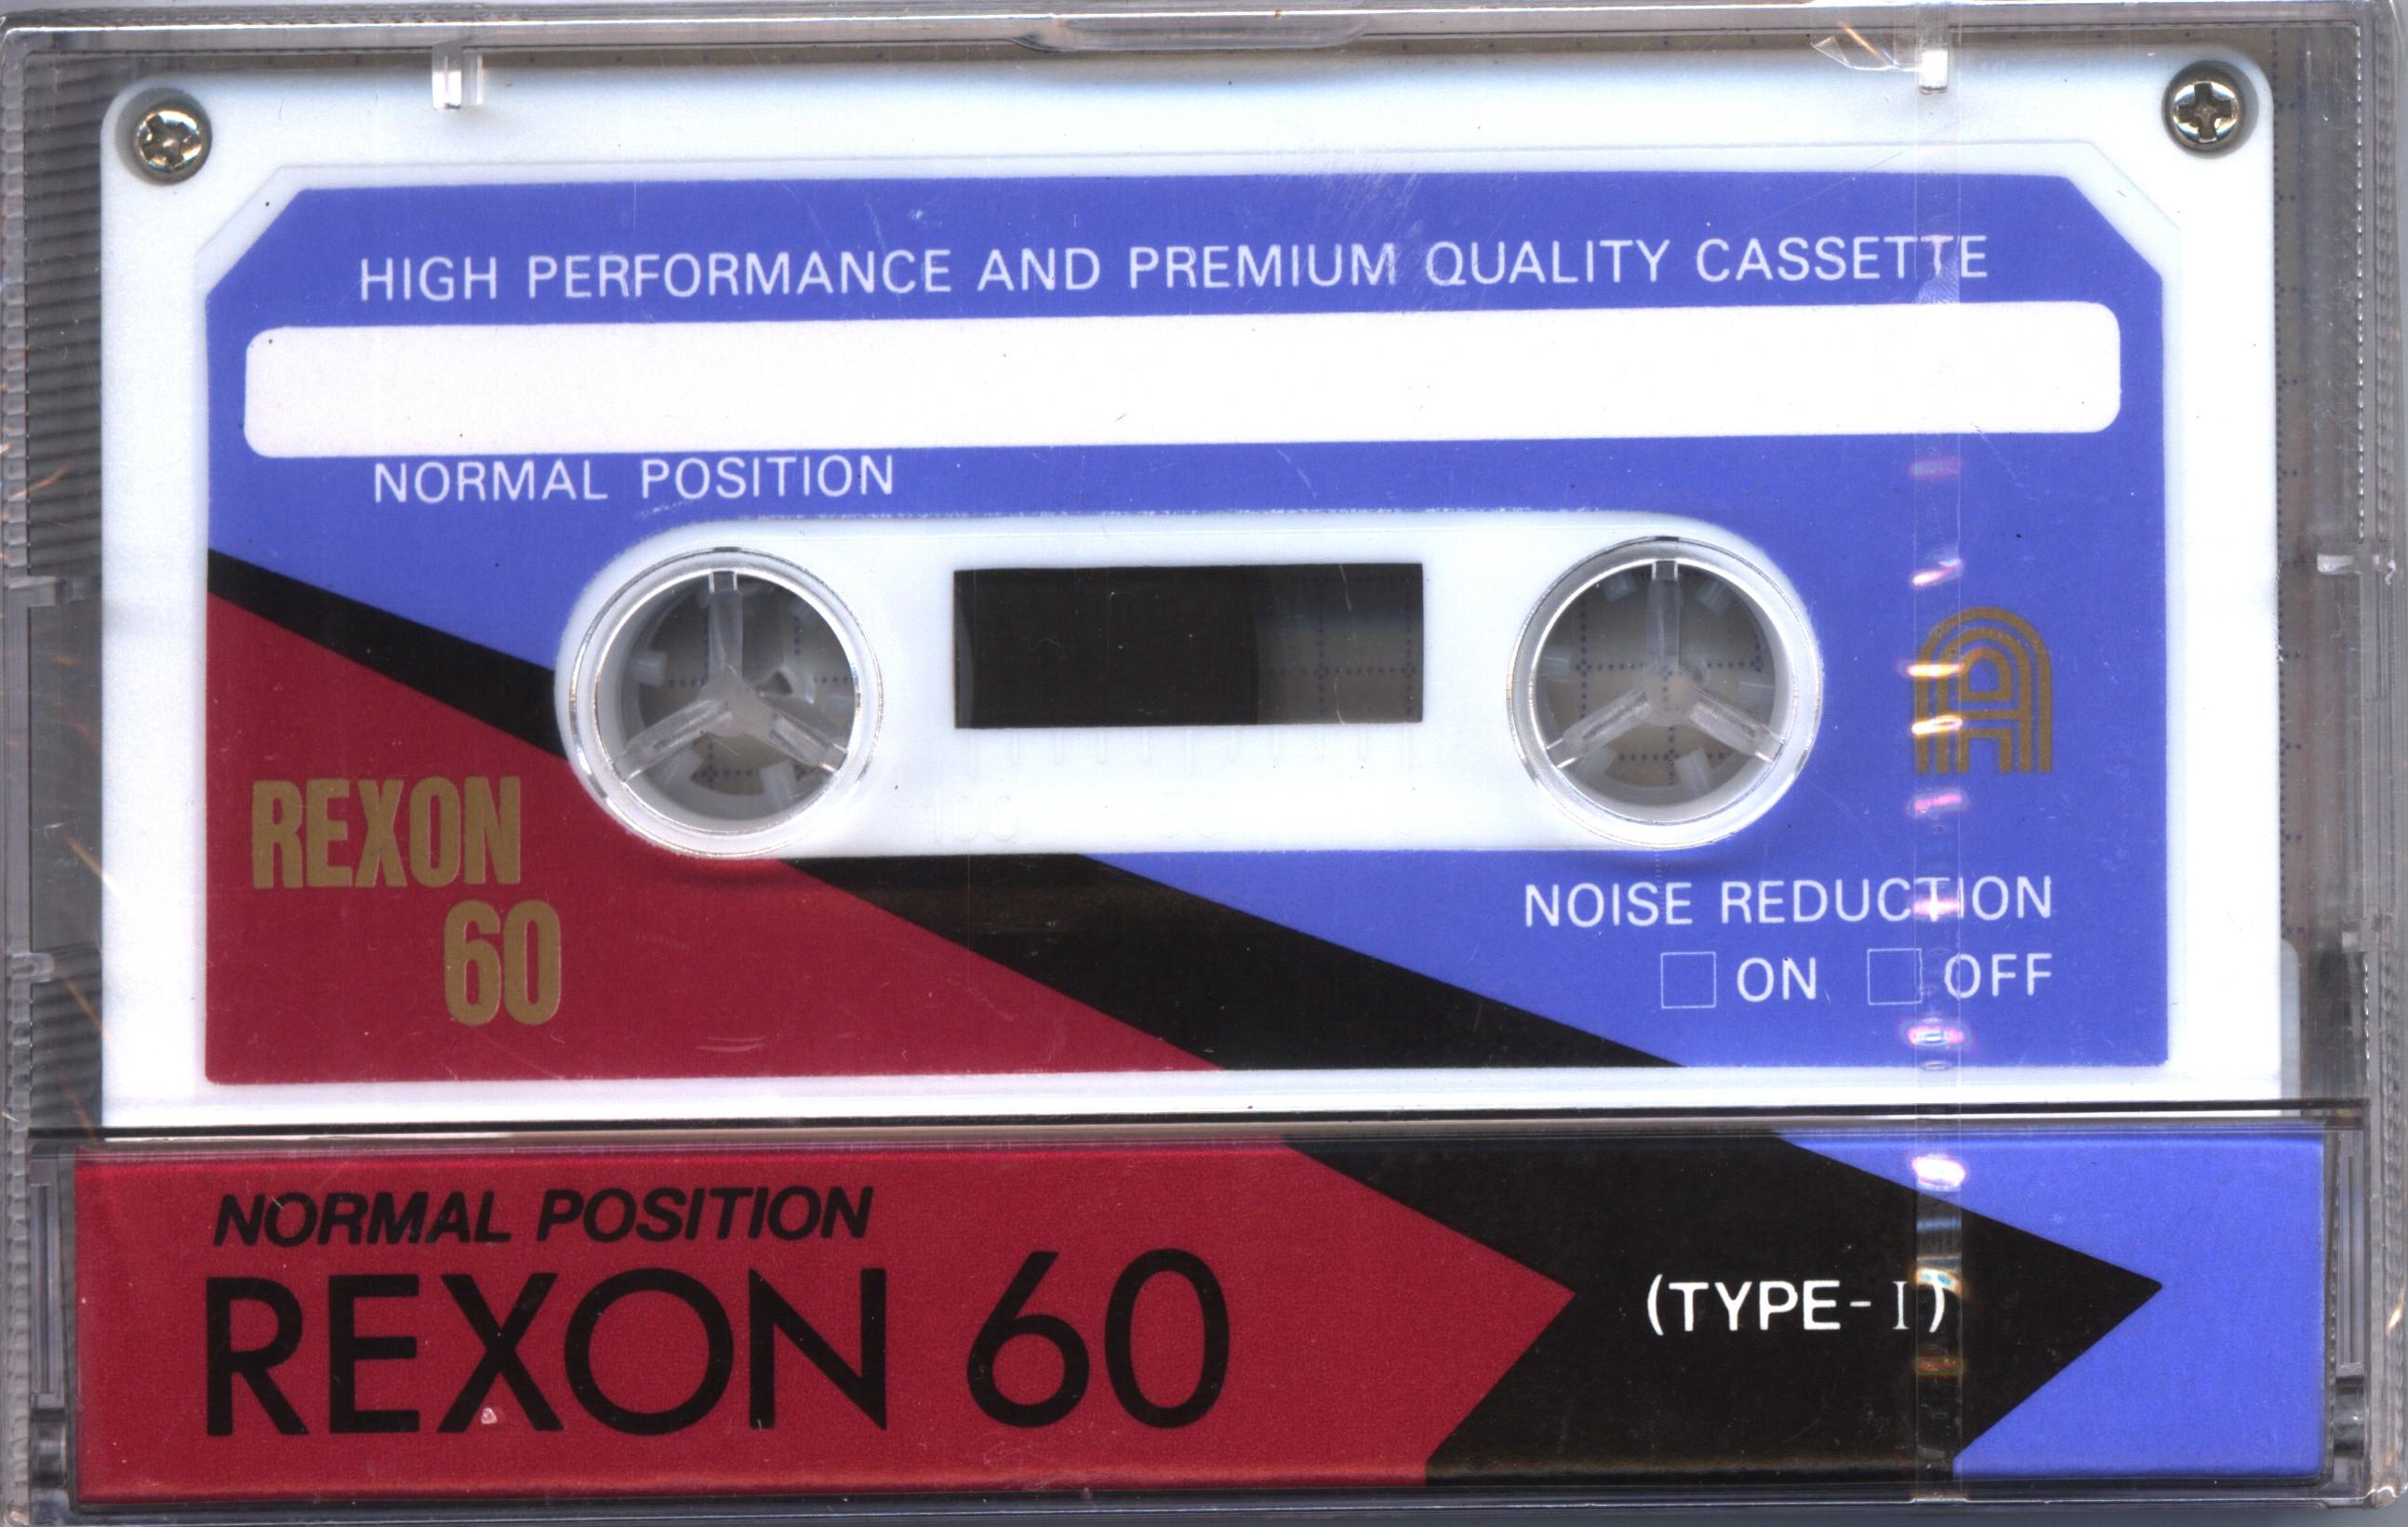 HIGH PERFORMANCE AND PREMIUM QUALITY CASSETTE
NORMAL POSITION
A
REXON
60
NOISE REDUCTION
ON OFF
NORMAL POSITION
REXON 60
(TYPE-I)